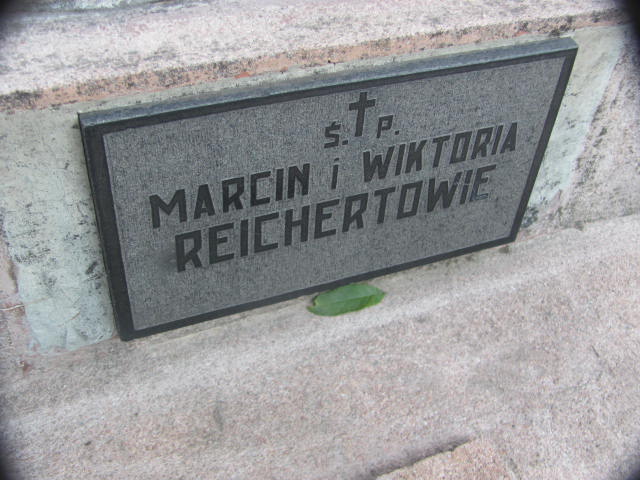 Ś.✝P.
MARCIN i WIKTORIA
REICHERTOWIE